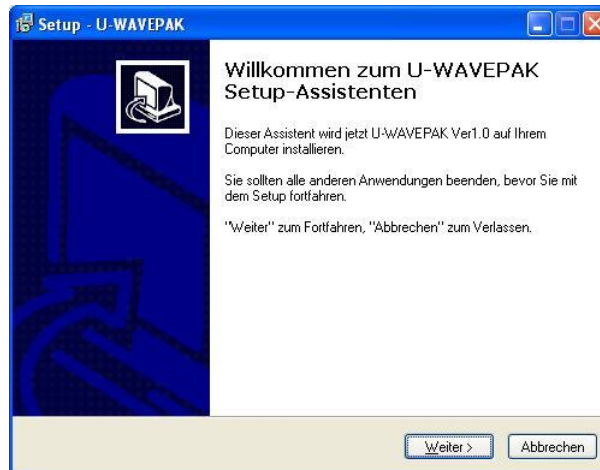 Setup - U-WAVEPAK
Willkommen zum U-WAVEPAK
Setup-Assistenten
Dieser Assistent wird jetzt U-WAVEPAK Ver1.0 auf Ihrem
Computer installieren.
Sie sollten alle anderen Anwendungen beenden, bevor Sie mit
dem Setup fortfahren.
"Weiter" zum Fortfahren, "Abbrechen" zum Verlassen.
Weiter >
Abbrechen